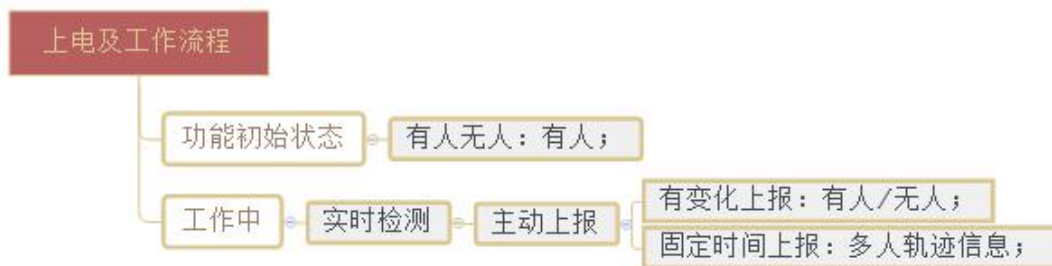 上电及工作流程
功能初始状态
有人无人：有人；
工作中
实时检测
主动上报
有变化上报：有人/无人；
固定时间上报：多人轨迹信息；